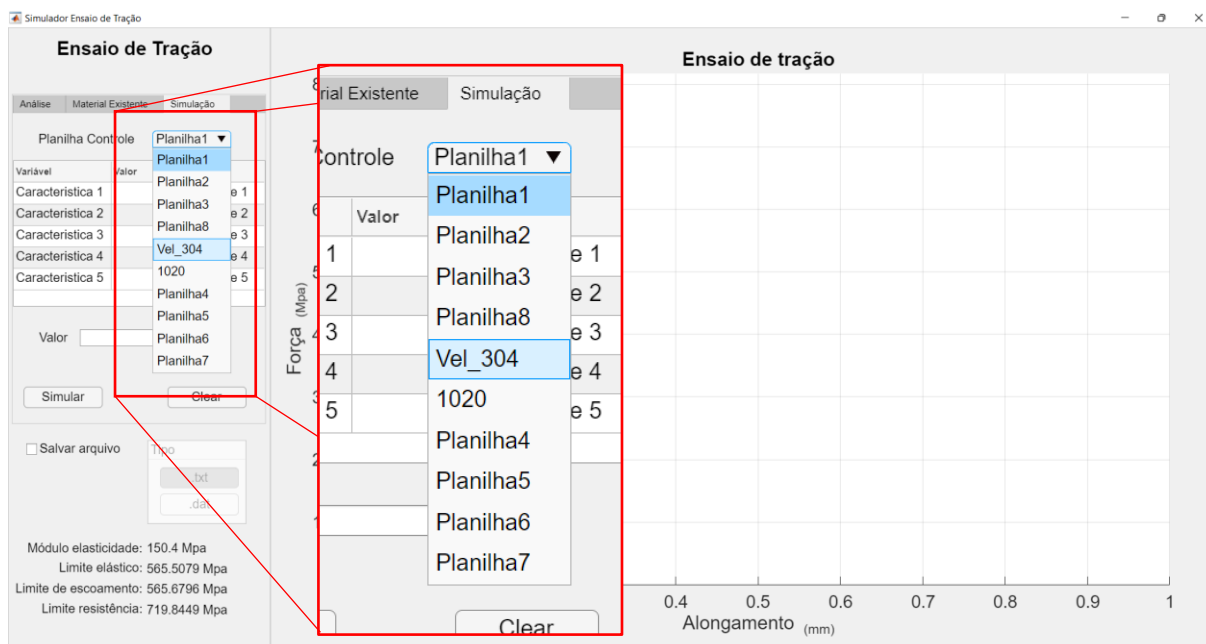 Simulador Ensaio de Tração
Ensaio de Tração
Análise Material Existente Simulação
Planilha Controle Planilha1
Planilha1
Planilha2
Planilha3
Planilha8
Vel_304
1020
Planilha4
Planilha5
Planilha6
Planilha7
Variável Valor
Caracteristica 1 e 1
Caracteristica 2 e 2
Caracteristica 3 e 3
Caracteristica 4 e 4
Caracteristica 5 e 5
Valor
Simular Clear
Salvar arquivo
Tipo
.txt
.dat
Módulo elasticidade: 150.4 Mpa
Limite elástico: 565.5079 Mpa
Limite de escoamento: 565.6796 Mpa
Limite resistência: 719.8449 Mpa
rial Existente Simulação
Controle Planilha1
Planilha1
Planilha2
Planilha3
Planilha8
Vel_304
1020
Planilha4
Planilha5
Planilha6
Planilha7
Valor
1 e 1
2 e 2
3 e 3
4 e 4
5 e 5
Clear
Ensaio de tração
Força (Mpa)
0.4 0.5 0.6 0.7 0.8 0.9 1
Alongamento (mm)